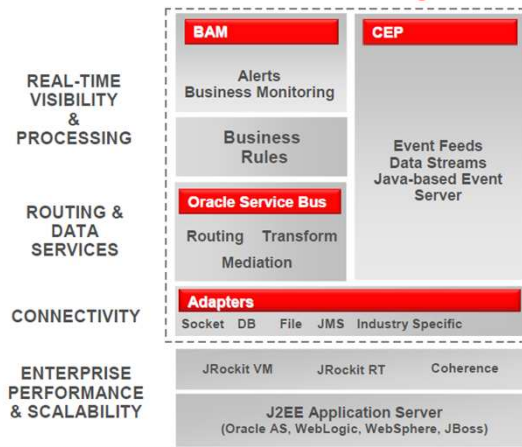 BAM
Alerts
Business Monitoring
CEP
REAL-TIME
VISIBILITY
&
PROCESSING
Business
Rules
Event Feeds
Data Streams
Java-based Event
Server
ROUTING &
DATA
SERVICES
Oracle Service Bus
Routing Transform
Mediation
CONNECTIVITY
Adapters
Socket DB File JMS Industry Specific
ENTERPRISE
PERFORMANCE
& SCALABILITY
JRockit VM JRockit RT Coherence
J2EE Application Server
(Oracle AS, WebLogic, WebSphere, JBoss)